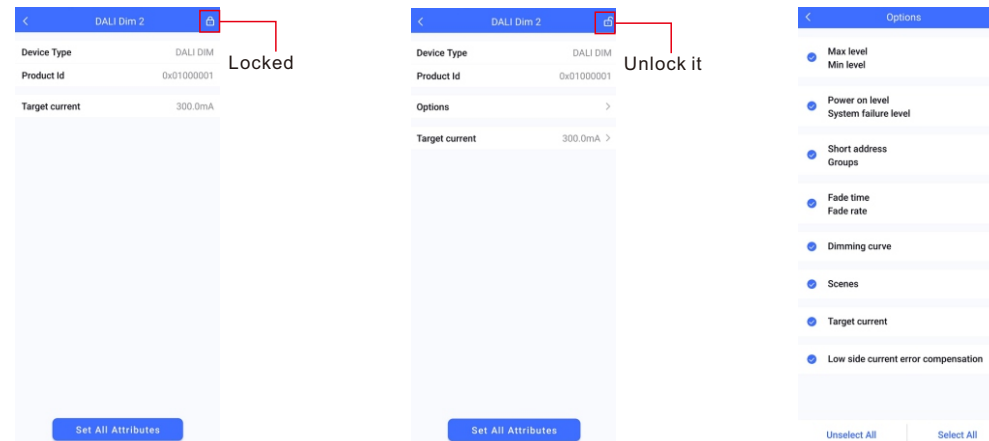 DALI Dim 2
Device Type DALI DIM
Product Id 0x01000001
Target current 300.0mA
Set All Attributes
Locked
DALI Dim 2
Device Type DALI DIM
Product Id 0x01000001
Options
Target current 300.0mA
Set All Attributes
Unlock it
Options
Max level
Min level
Power on level
System failure level
Short address
Groups
Fade time
Fade rate
Dimming curve
Scenes
Target current
Low side current error compensation
Unselect All Select All